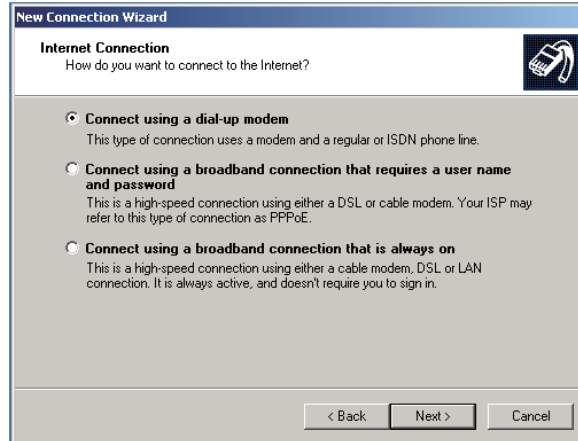 New Connection Wizard
Internet Connection
How do you want to connect to the Internet?
Connect using a dial-up modem
This type of connection uses a modem and a regular or ISDN phone line.
Connect using a broadband connection that requires a user name
and password
This is a high-speed connection using either a DSL or cable modem. Your ISP may
refer to this type of connection as PPPoE.
Connect using a broadband connection that is always on
This is a high-speed connection using either a cable modem, DSL or LAN
connection. It is always active, and doesn't require you to sign in.
< Back Next > Cancel